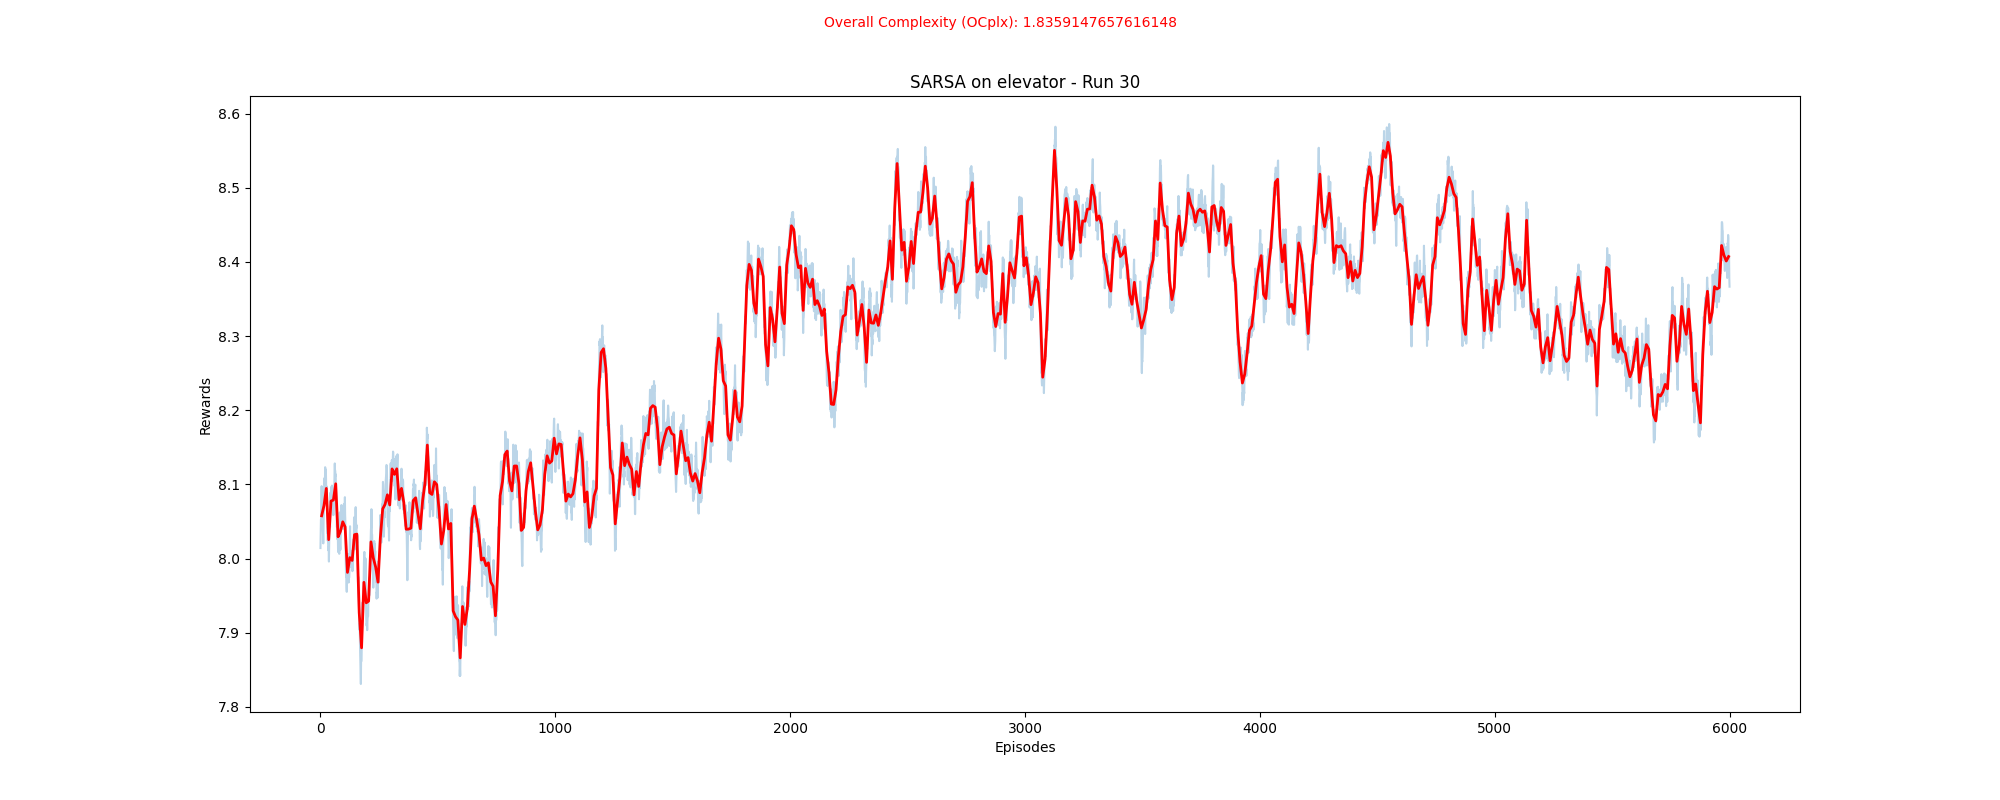 Overall Complexity (OCplx): 1.8359147657616148
SARSA on elevator - Run 30
8.6
8.5
8.4
8.3
8.2
8.1
8.0
7.9
7.8
Rewards
0 1000 2000 3000 4000 5000 6000
Episodes